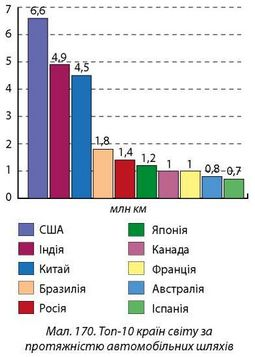 7
6,6
6
5
4,9
4,5
4
3
2
1,8
1,4
1,2
1
1
0,8
0,7
1
0
млн км
США
Індія
Китай
Бразилія
Росія
Японія
Канада
Франція
Австралія
Іспанія
Мал. 170. Топ-10 країн світу за
протяжністю автомобільних шляхів